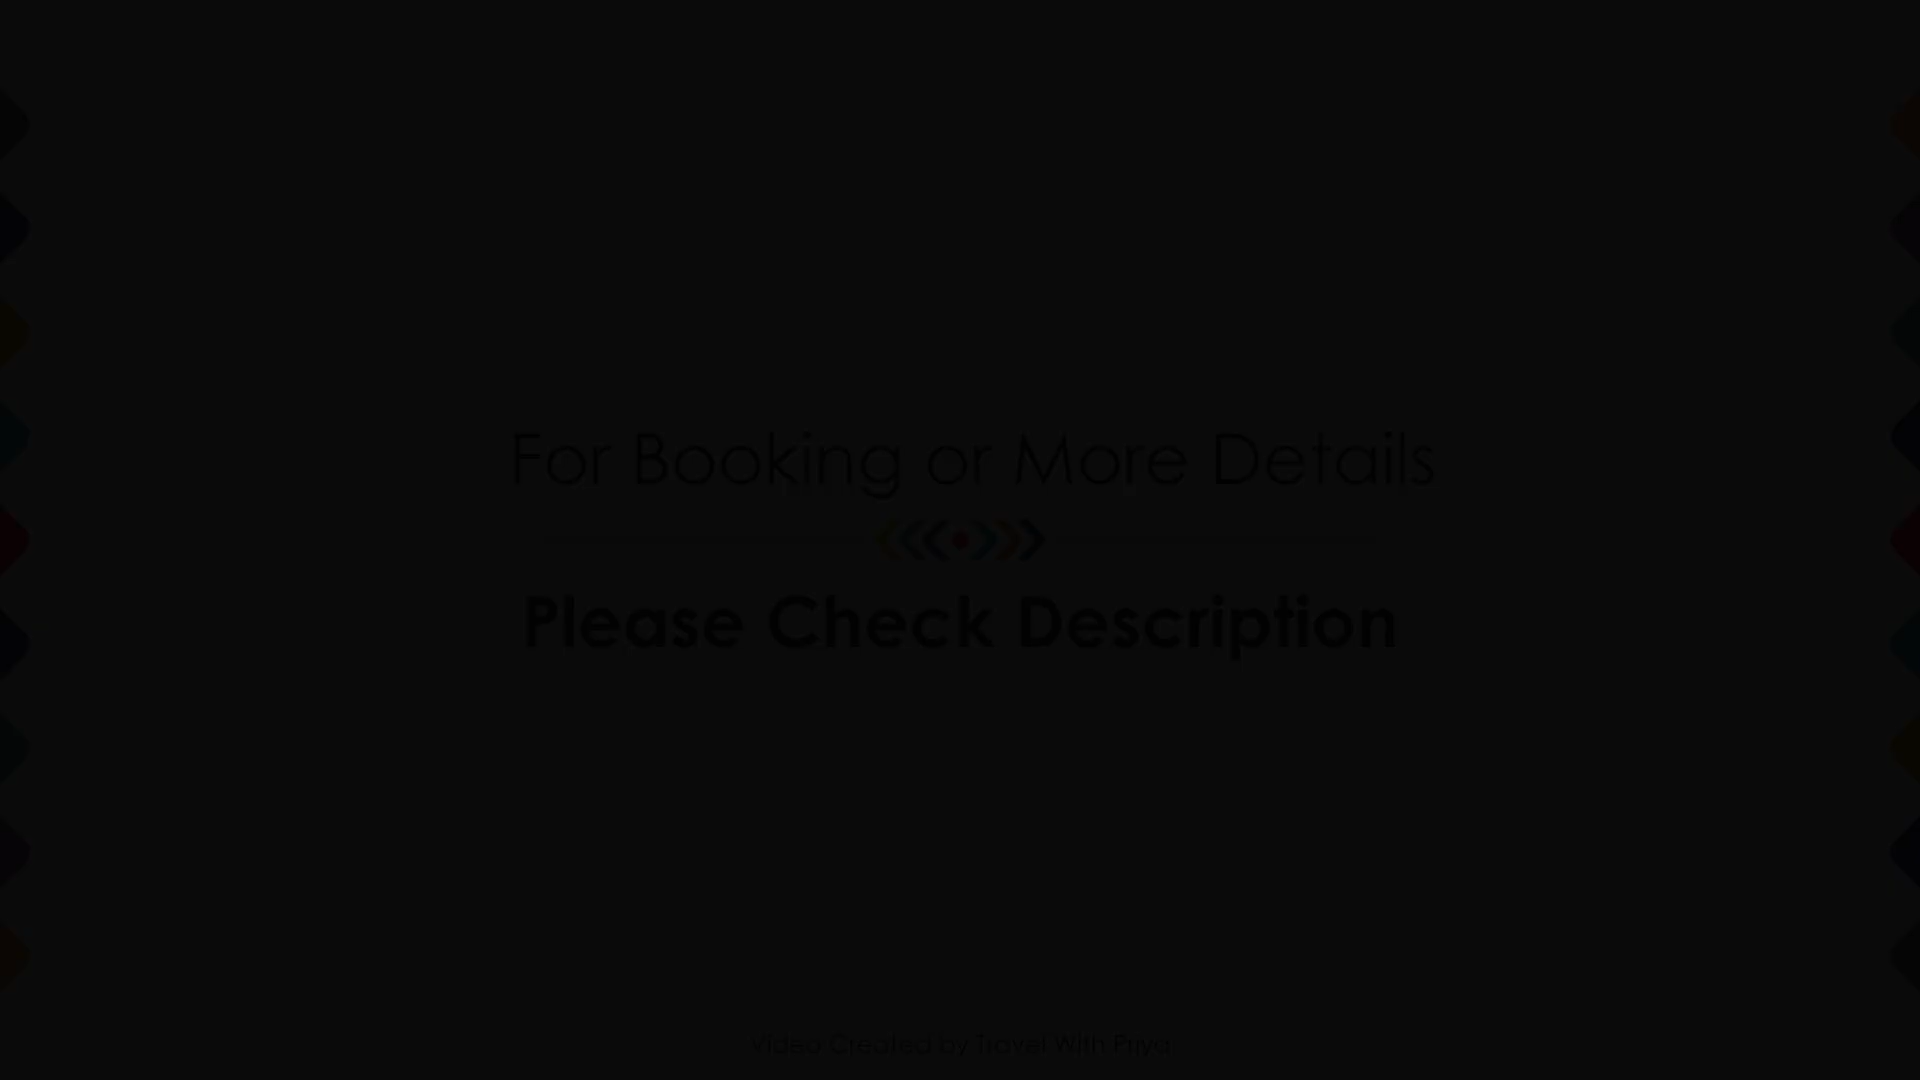 For Booking or More Details
Please Check Description
Video Created by Travel With Priya